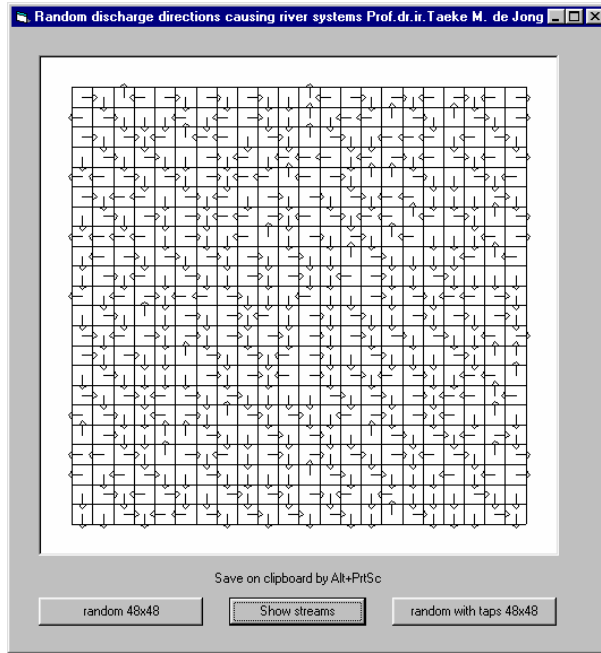 Random discharge directions causing river systems Prof.dr.ir.Taeke M. de Jong
Save on clipboard by Alt+PrtSc
random 48x48 Show streams random with taps 48x48